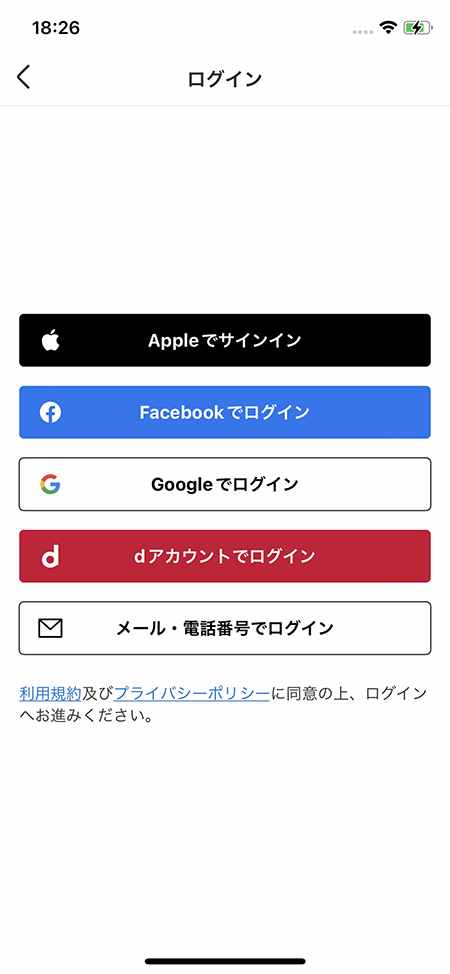 18:26
ログイン
Appleでサインイン
Facebookでログイン
Googleでログイン
dアカウントでログイン
メール・電話番号でログイン
利用規約及びプライバシーポリシーに同意の上、ログイン
へお進みください。